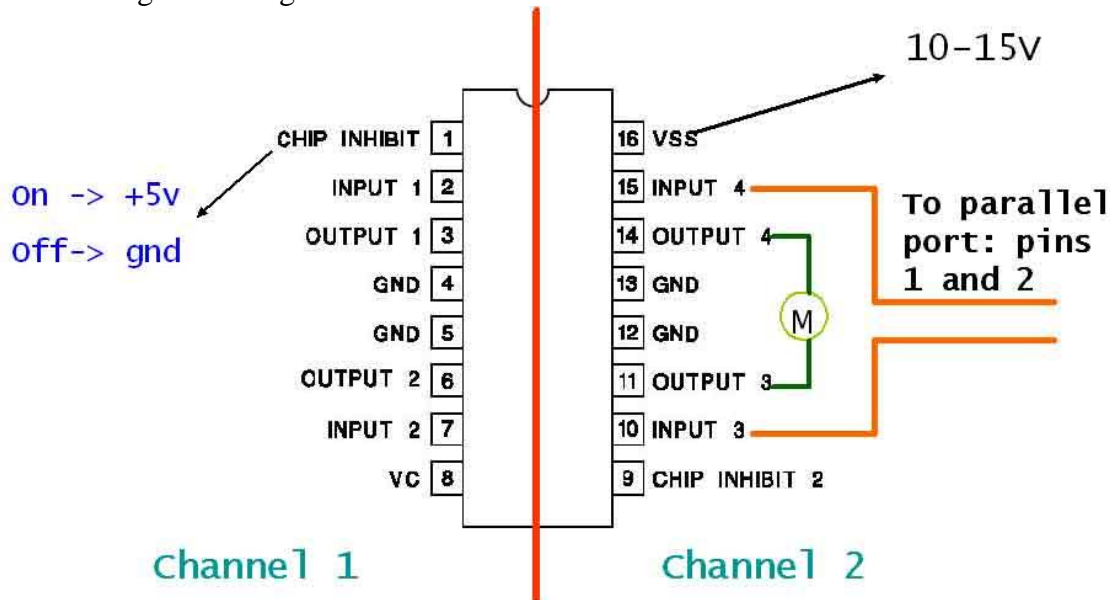 10-15V
CHIP INHIBIT 1
16 VSS
INPUT 1 2
15 INPUT 4
On -> +5v
Off-> gnd
OUTPUT 1 3
14 OUTPUT 4
To parallel
port: pins
1 and 2
GND 4
13 GND
M
GND 5
12 GND
OUTPUT 2 6
11 OUTPUT 3
INPUT 2 7
10 INPUT 3
VC 8
9 CHIP INHIBIT 2
Channel 1
Channel 2